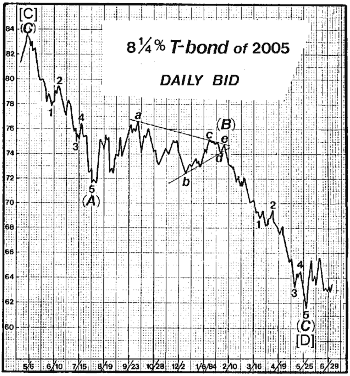 [C]
(C)
8¼% T-bond of 2005
DAILY BID
84
82
80
78
76
74
72
70
68
66
64
62
60
2
1
4
3
5
(A)
a
b
c
(B)
e
d
1
2
4
3
5
(C)
[D]
5/6 6/10 7/15 8/19 9/23 10/28 12/2 1/6/84 2/10 3/16 4/19 5/25 6/29